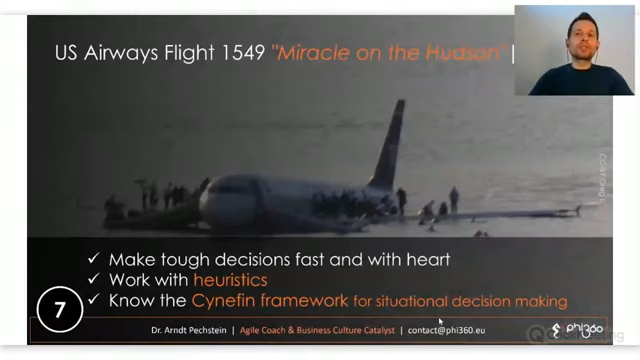 US Airways Flight 1549 "Miracle on the Hudson" |
✓ Make tough decisions fast and with heart
✓ Work with heuristics
✓ Know the Cynefin framework for situational decision making
7
Dr. Arndt Pechstein | Agile Coach & Business Culture Catalyst | contact@phi360.eu
phi360